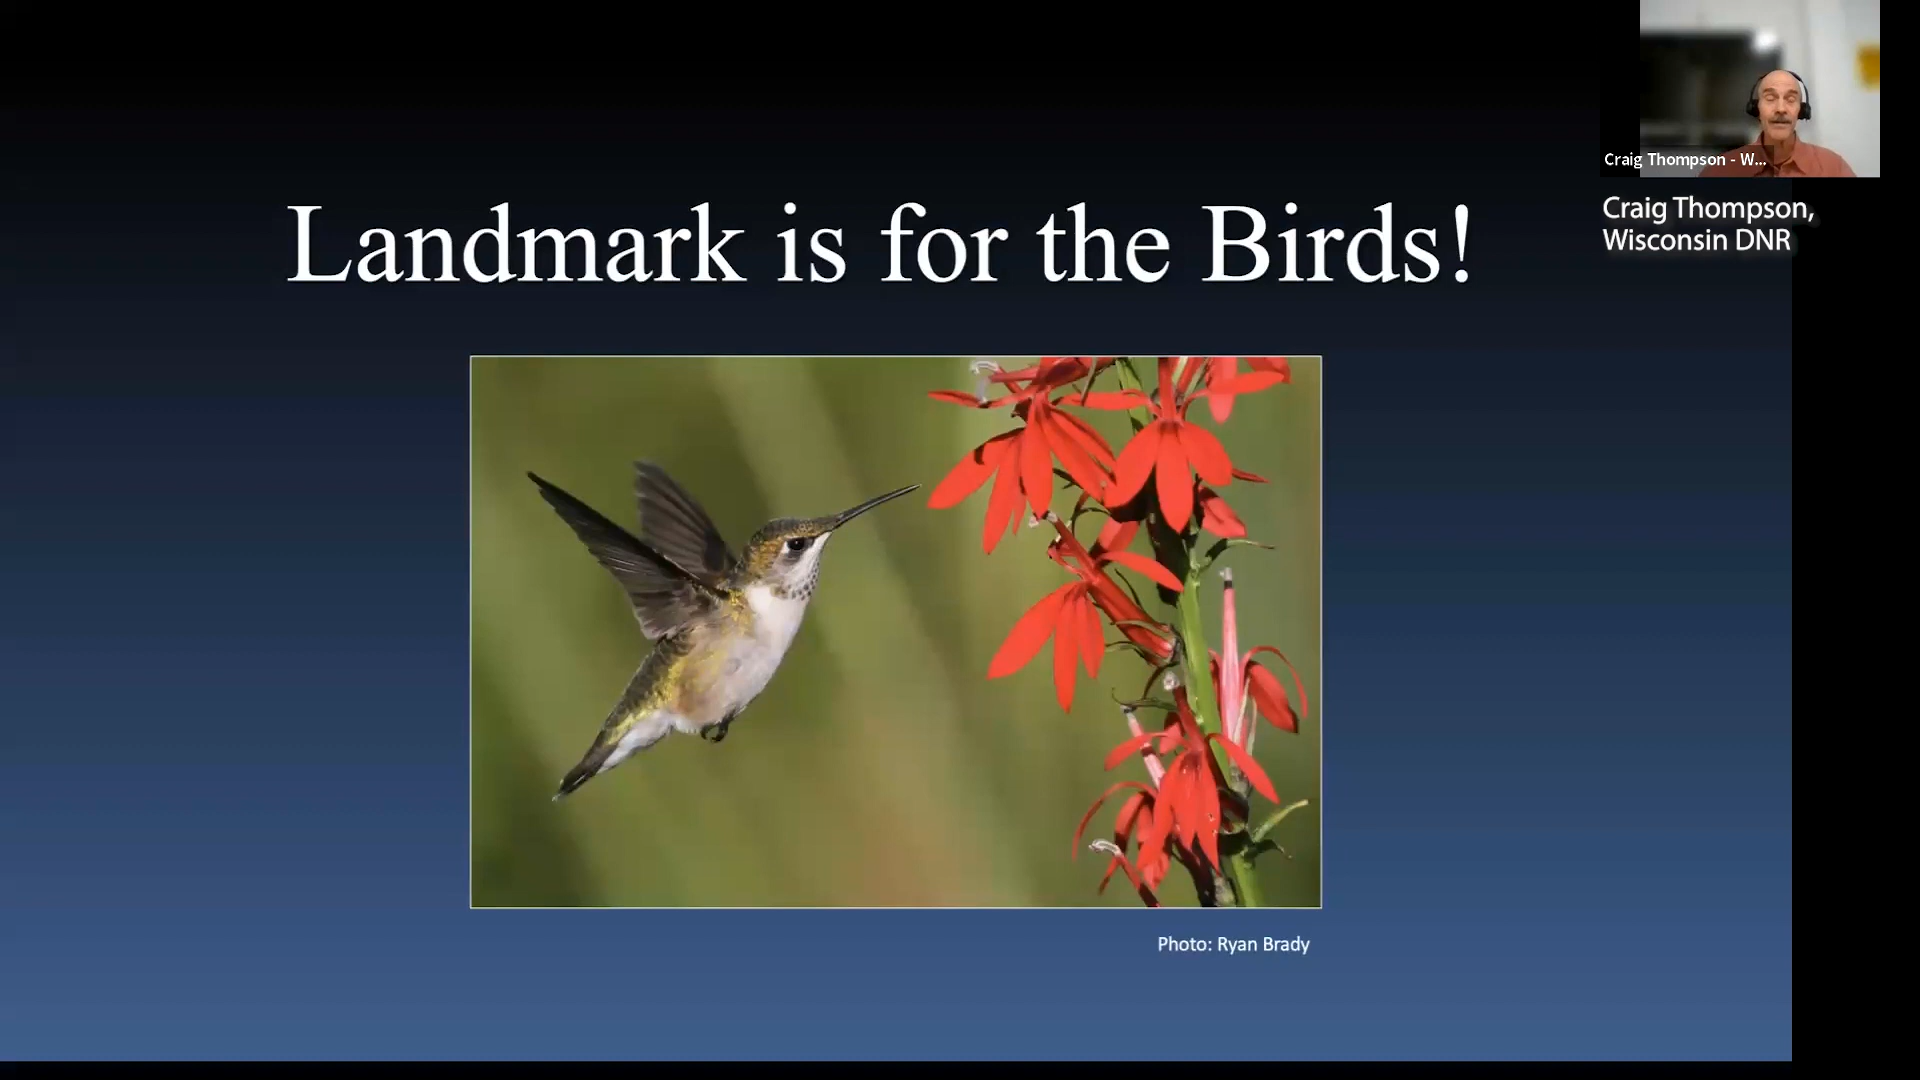 Landmark is for the Birds!
Craig Thompson - W...
Craig Thompson,
Wisconsin DNR
Photo: Ryan Brady